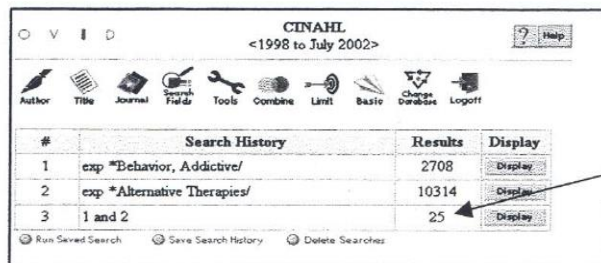 O V I D
CINAHL
<1998 to July 2002>
? Help
Author Title Journal Search Fields Tools Combine Limit Basic Change Database Logoff
# Search History Results Display
1 exp *Behavior, Addictive/ 2708 Display
2 exp *Alternative Therapies/ 10314 Display
3 1 and 2 25 Display
Run Saved Search Save Search History Delete Searches